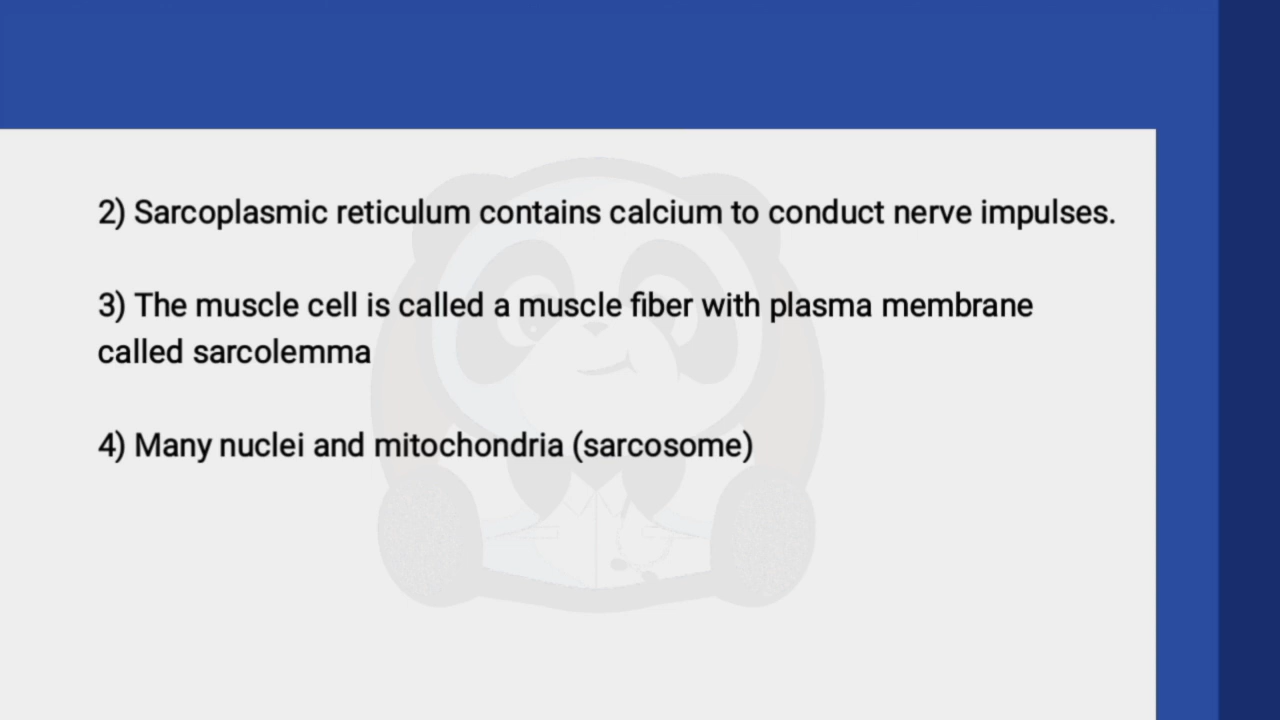 2) Sarcoplasmic reticulum contains calcium to conduct nerve impulses.
3) The muscle cell is called a muscle fiber with plasma membrane
called sarcolemma
4) Many nuclei and mitochondria (sarcosome)